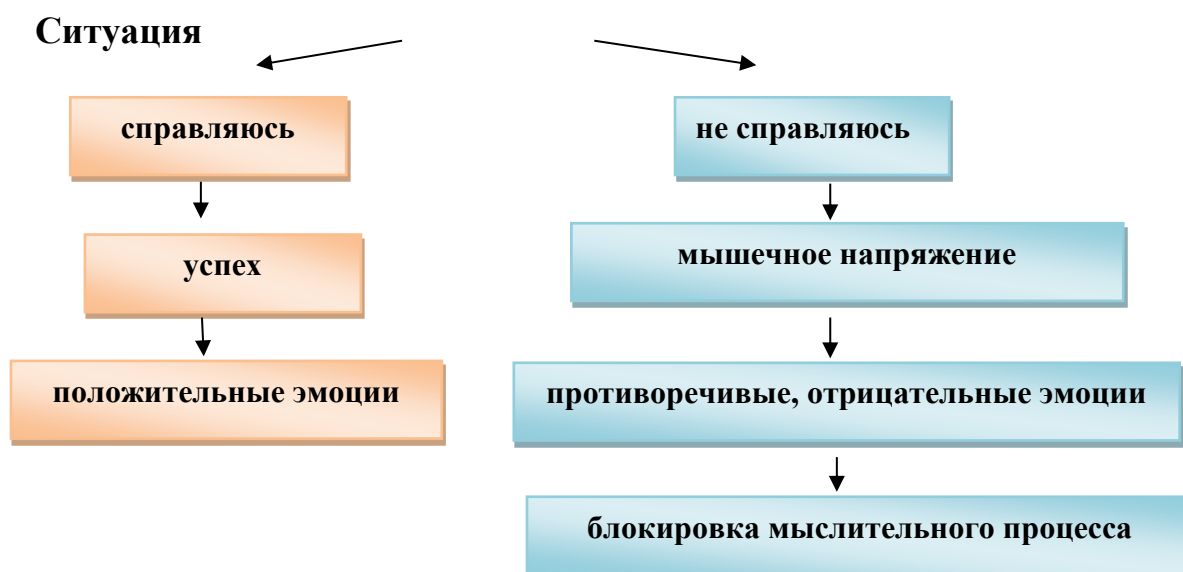 Ситуация
справляюсь
не справляюсь
успех
мышечное напряжение
положительные эмоции
противоречивые, отрицательные эмоции
блокировка мыслительного процесса